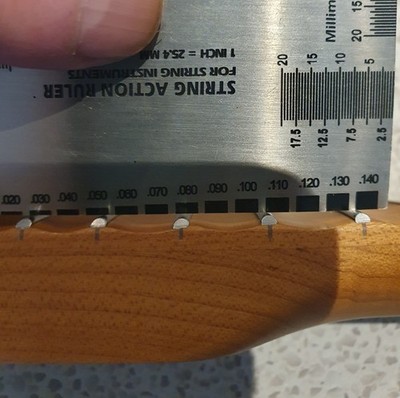 STRING ACTION RULER
FOR STRING INSTRUMENTS
1 INCH = 25.4 MM
Millim
20 15
20 15 10 5
17.5 12.5 7.5 2.5
.020 .030 .040 .050 .060 .070 .080 .090 .100 .110 .120 .130 .140